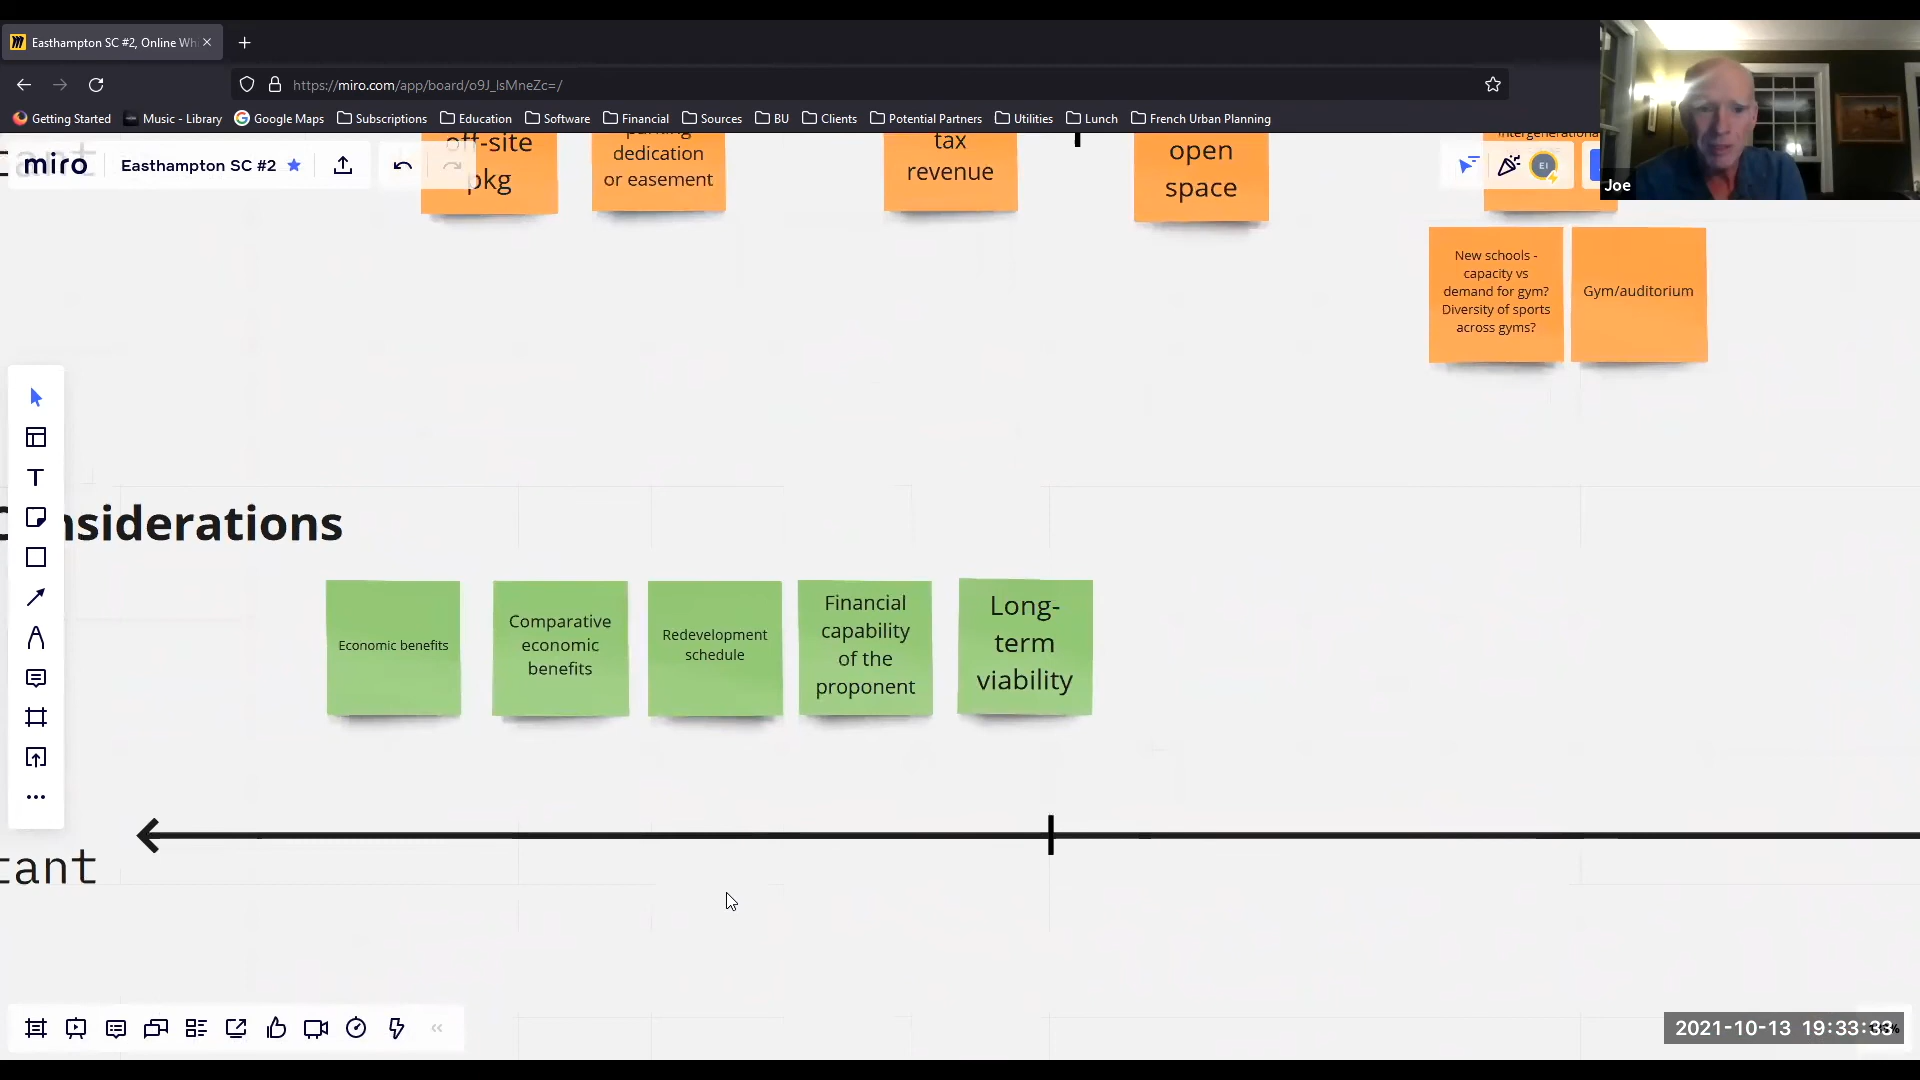 Easthampton SC #2, Online Wh
https://miro.com/app/board/o9J_lsMneZc=/
Getting Started
Music - Library
Google Maps
Subscriptions
Education
Software
Financial
Sources
BU
Clients
Potential Partners
Utilities
Lunch
French Urban Planning
miro
Easthampton SC #2
off-site
pkg
parking
dedication
or easement
tax
revenue
open
space
EI
Joe
New schools -
capacity vs
demand for gym?
Diversity of sports
across gyms?
Gym/auditorium
nsiderations
Economic benefits
Comparative
economic
benefits
Redevelopment
schedule
Financial
capability
of the
proponent
Long-
term
viability
tant
2021-10-13 19:33:33